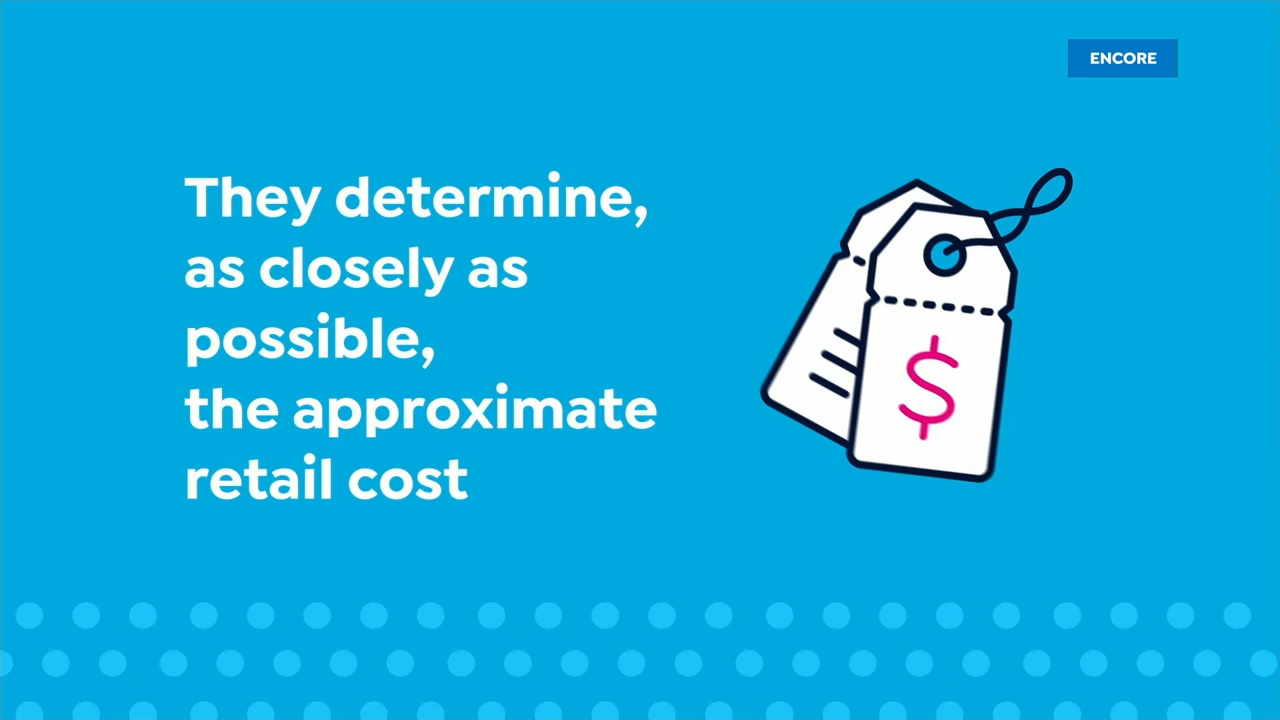 ENCORE
They determine,
as closely as
possible,
the approximate
retail cost
$